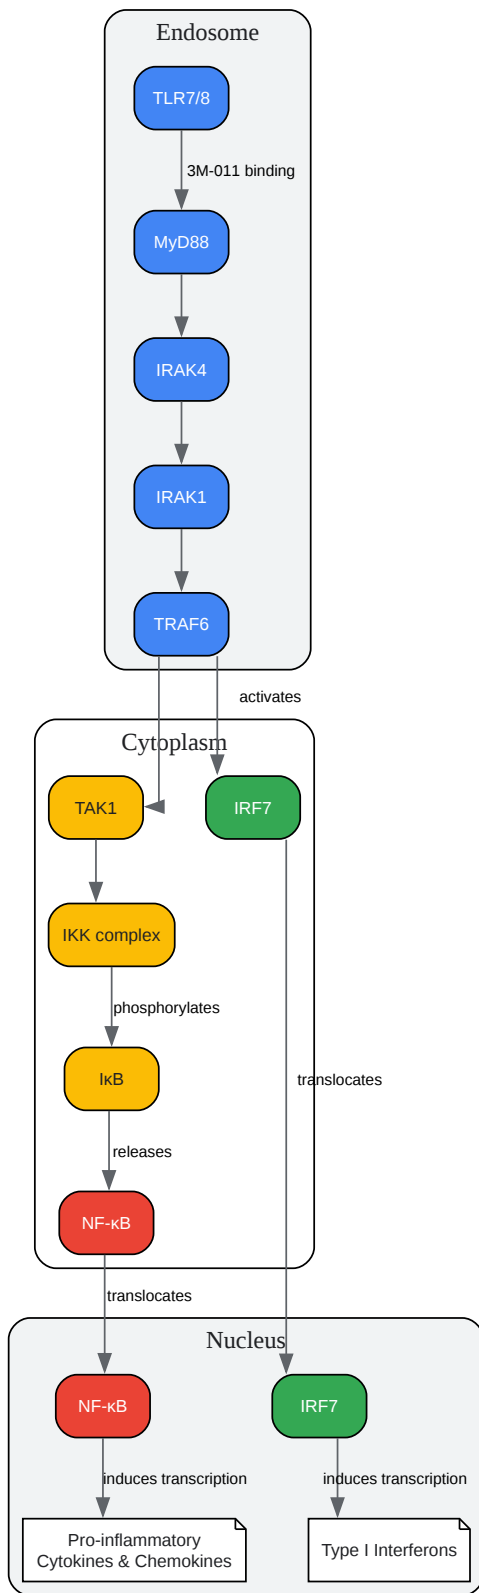 Endosome
TLR7/8
3M-011 binding
MyD88
IRAK4
IRAK1
TRAF6
activates
Cytoplasm
TAK1
IRF7
IKK complex
phosphorylates
IκB
translocates
releases
NF-κB
translocates
Nucleus
NF-κB
IRF7
induces transcription
induces transcription
Pro-inflammatory
Cytokines & Chemokines
Type I Interferons